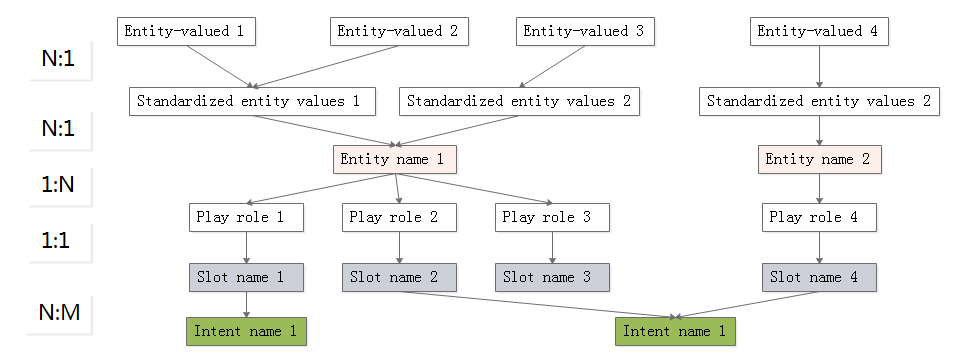 Entity-valued 1
Entity-valued 2
Entity-valued 3
Entity-valued 4
N:1
Standardized entity values 1
Standardized entity values 2
Standardized entity values 2
N:1
Entity name 1
Entity name 2
1:N
Play role 1
Play role 2
Play role 3
Play role 4
1:1
Slot name 1
Slot name 2
Slot name 3
Slot name 4
N:M
Intent name 1
Intent name 1